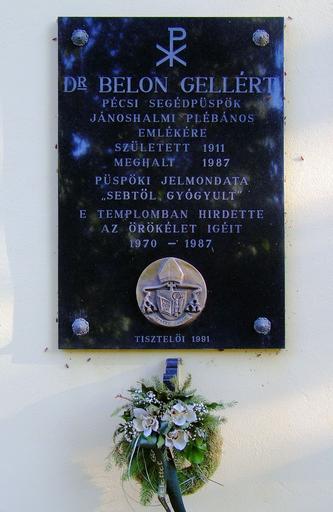 DR BELON GELLÉRT
PÉCSI SEGÉDPÜSPÖK
JÁNOSHALMI PLÉBÁNOS
EMLÉKÉRE
SZÜLETETT 1911
MEGHALT 1987
PÜSPÖKI JELMONDATA
„SEBTŐL GYÓGYULT"
E TEMPLOMBAN HIRDETTE
AZ ÖRÖKÉLET IGÉIT
1970 – 1987
TISZTELŐI 1991